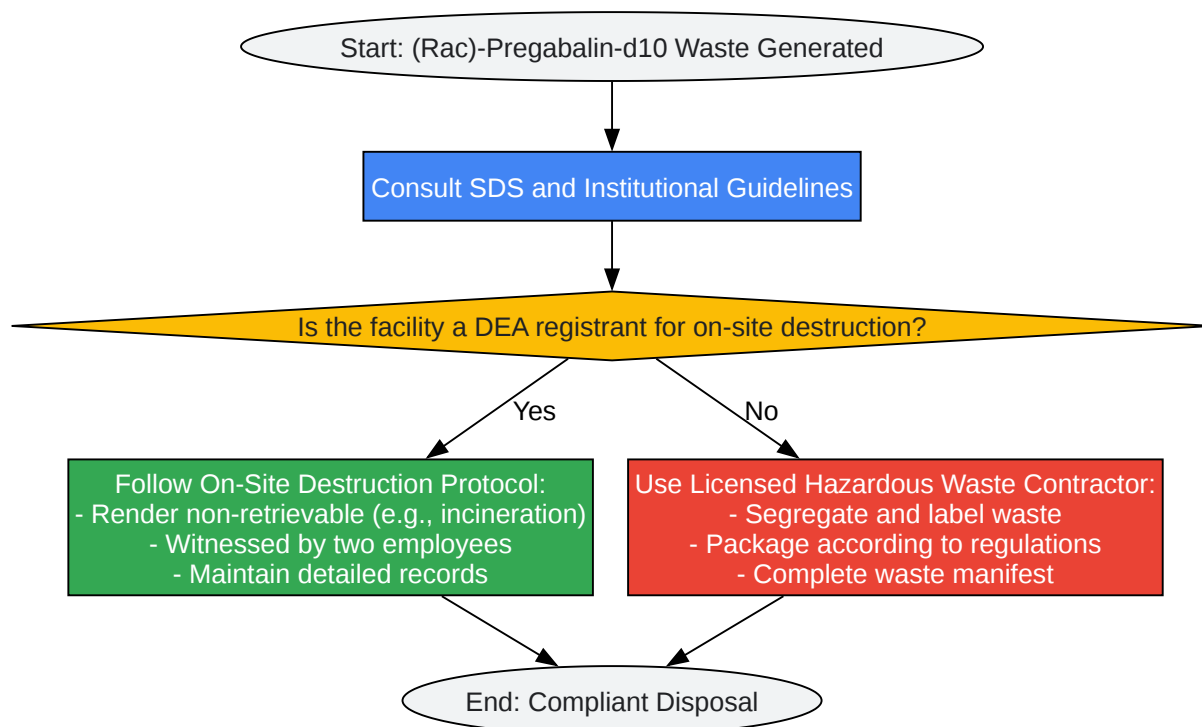 Start: (Rac)-Pregabalin-d10 Waste Generated
Consult SDS and Institutional Guidelines
Is the facility a DEA registrant for on-site destruction?
Yes
No
Follow On-Site Destruction Protocol:
- Render non-retrievable (e.g., incineration)
- Witnessed by two employees
- Maintain detailed records
Use Licensed Hazardous Waste Contractor:
- Segregate and label waste
- Package according to regulations
- Complete waste manifest
End: Compliant Disposal